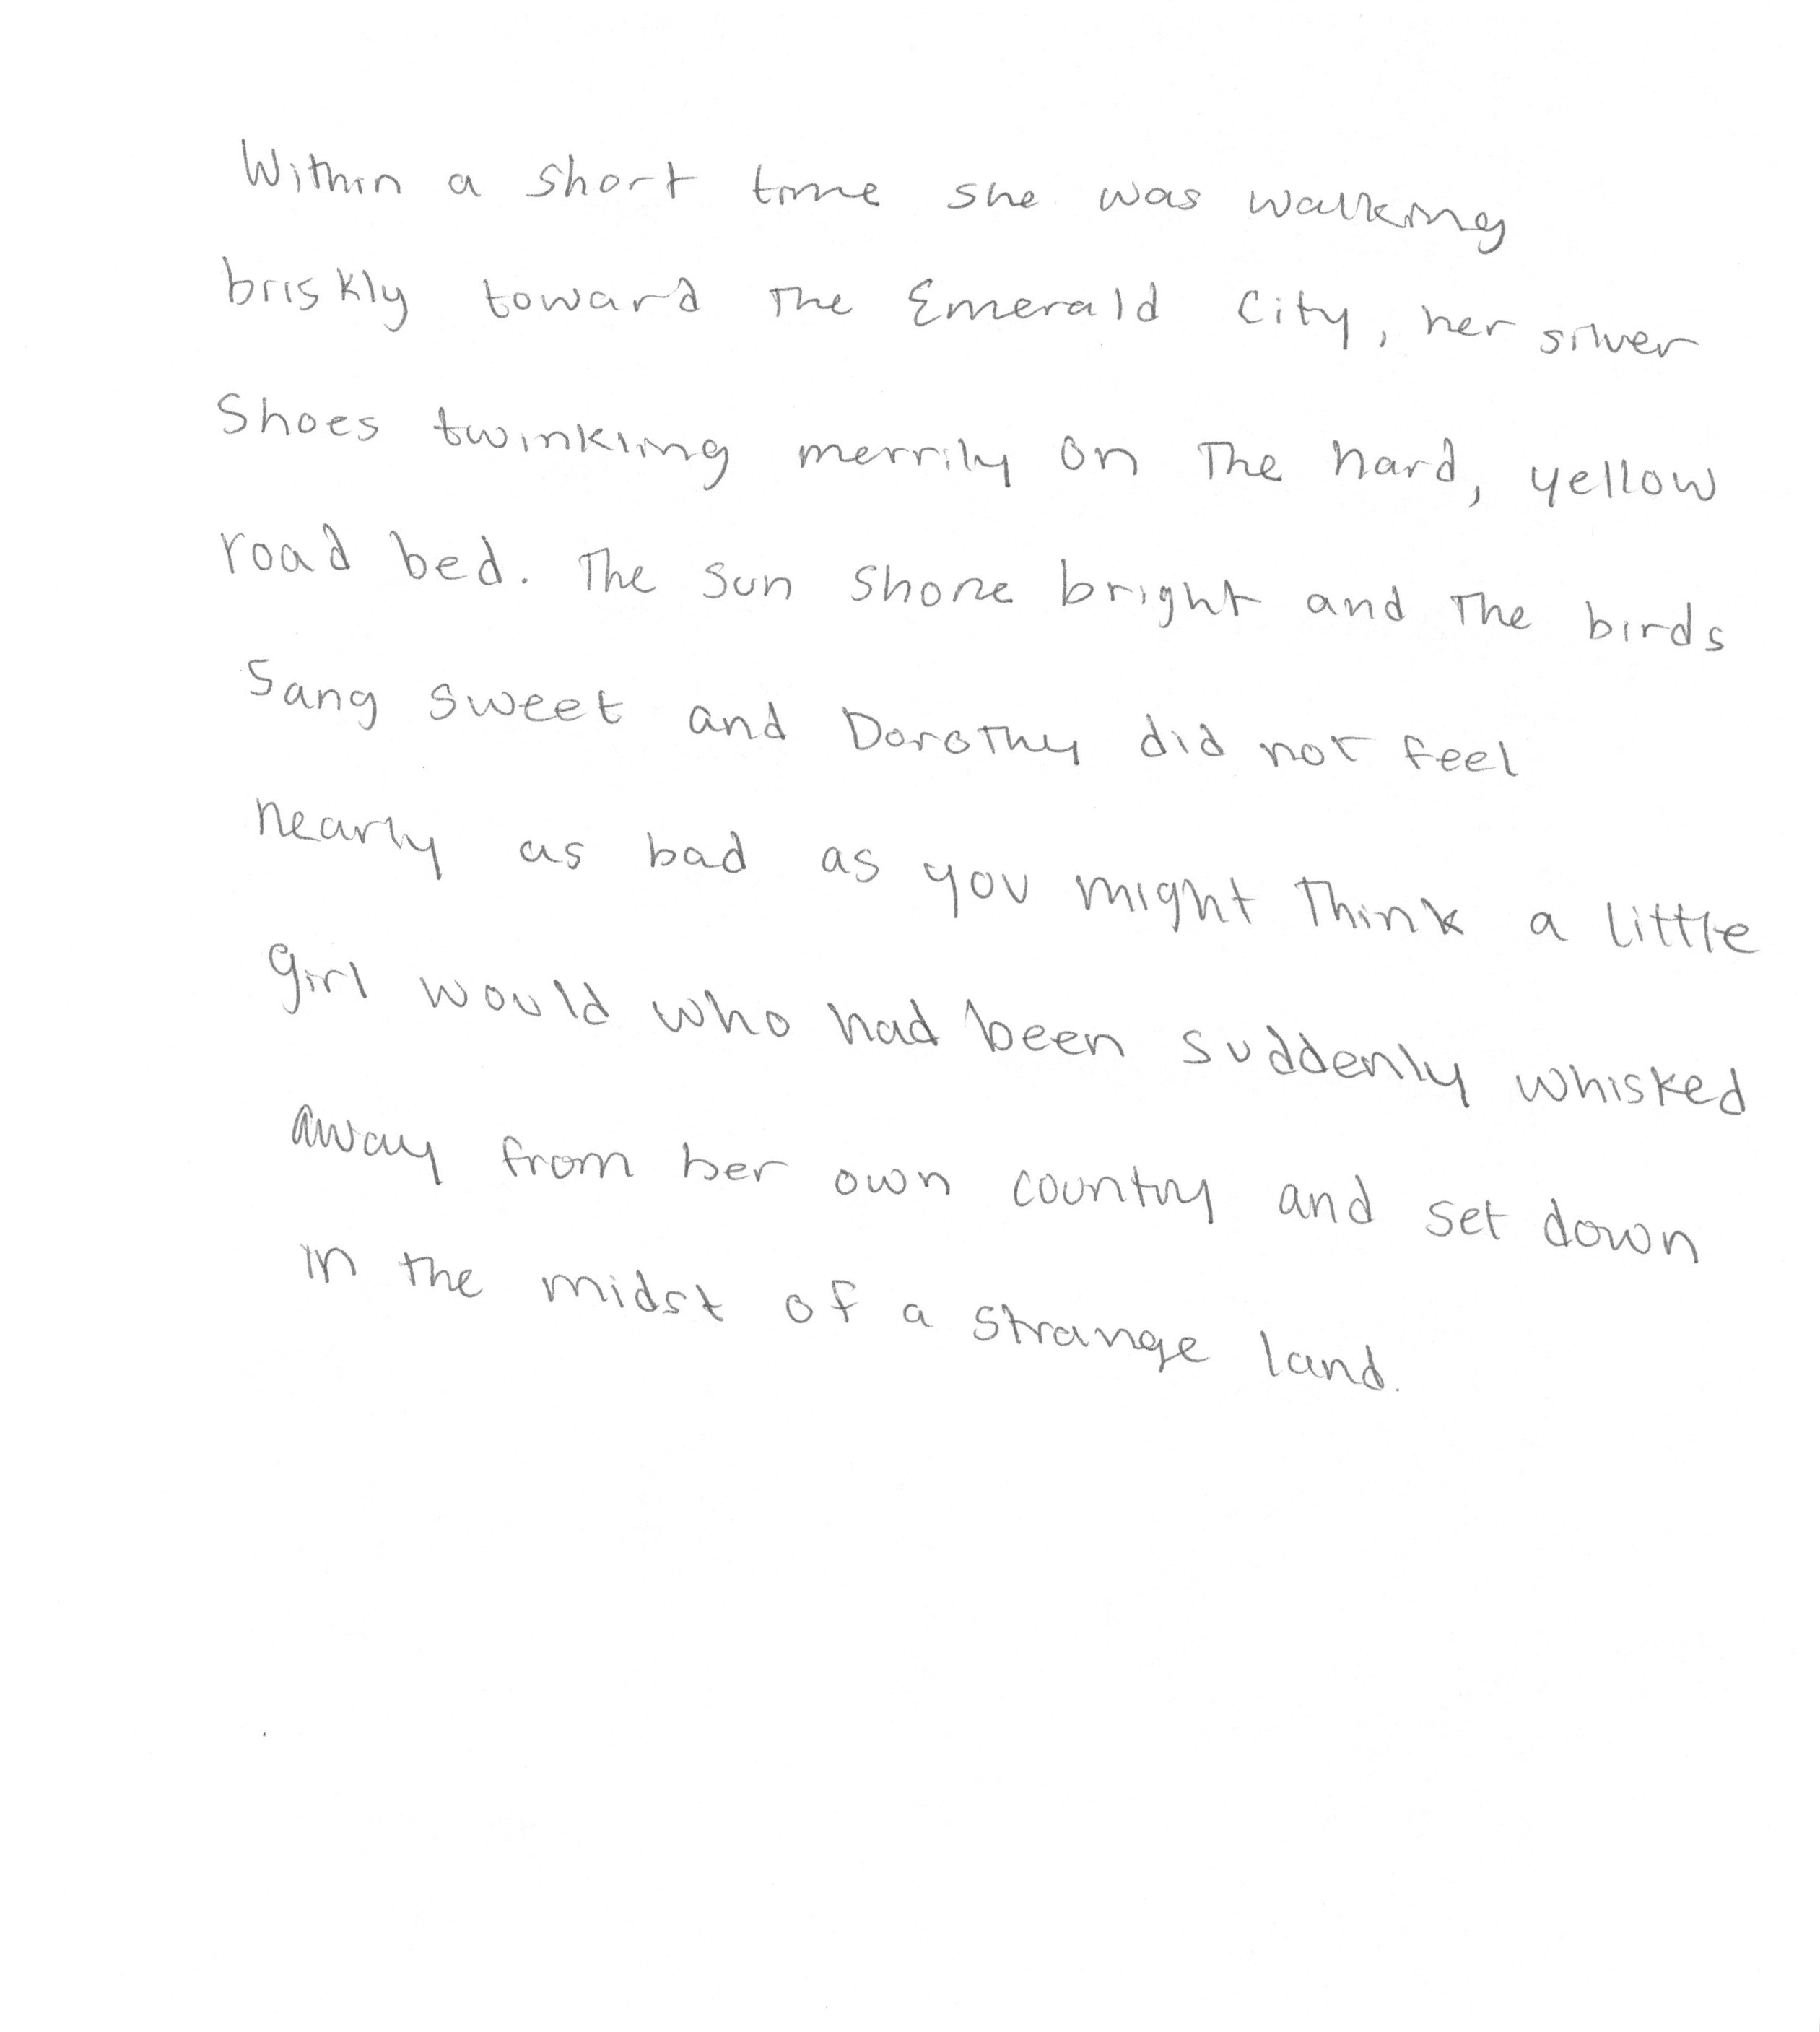 Within a short time she was walking
briskly toward the Emerald City, her silver
Shoes twinkling merrily on The hard, yellow
road bed. The sun shone bright and The birds
Sang sweet and Dorothy did not feel
nearly as bad as you might Think a little
girl would who had been suddenly whisked
away from her own country and set down
in the midst of a strange land.